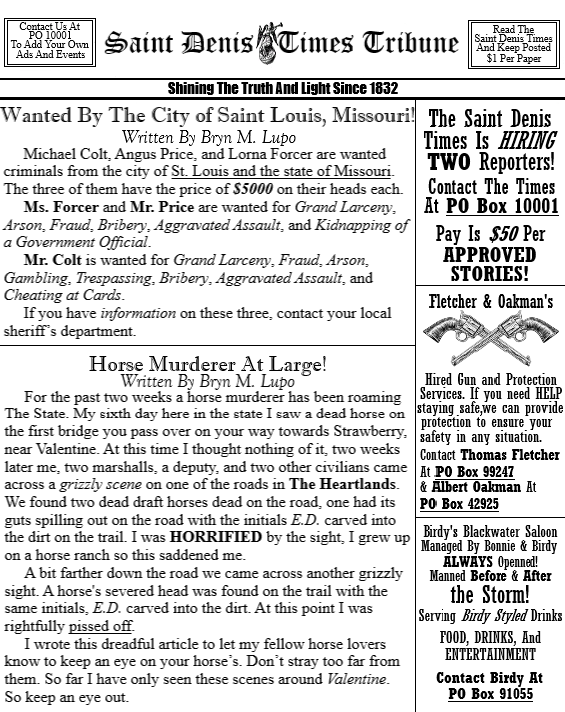 Contact Us At
PO 10001
To Add Your Own
Ads And Events
Saint Denis Times Tribune
Read The
Saint Denis Times
And Keep Posted
$1 Per Paper
Shining The Truth And Light Since 1832
Wanted By The City of Saint Louis, Missouri!
Written By Bryn M. Lupo
Michael Colt, Angus Price, and Lorna Forcer are wanted
criminals from the city of St. Louis and the state of Missouri.
The three of them have the price of $5000 on their heads each.
Ms. Forcer and Mr. Price are wanted for Grand Larceny,
Arson, Fraud, Bribery, Aggravated Assault, and Kidnapping of
a Government Official.
Mr. Colt is wanted for Grand Larceny, Fraud, Arson,
Gambling, Trespassing, Bribery, Aggravated Assault, and
Cheating at Cards.
If you have information on these three, contact your local
sheriff's department.
Horse Murderer At Large!
Written By Bryn M. Lupo
For the past two weeks a horse murderer has been roaming
The State. My sixth day here in the state I saw a dead horse on
the first bridge you pass over on your way towards Strawberry,
near Valentine. At this time I thought nothing of it, two weeks
later me, two marshalls, a deputy, and two other civilians came
across a grizzly scene on one of the roads in The Heartlands.
We found two dead draft horses dead on the road, one had its
guts spilling out on the road with the initials E.D. carved into
the dirt on the trail. I was HORRIFIED by the sight, I grew up
on a horse ranch so this saddened me.
A bit farther down the road we came across another grizzly
sight. A horse's severed head was found on the trail with the
same initials, E.D. carved into the dirt. At this point I was
rightfully pissed off.
I wrote this dreadful article to let my fellow horse lovers
know to keep an eye on your horse's. Don't stray too far from
them. So far I have only seen these scenes around Valentine.
So keep an eye out.
The Saint Denis
Times Is HIRING
TWO Reporters!
Contact The Times
At PO Box 10001
Pay Is $50 Per
APPROVED
STORIES!
Fletcher & Oakman's
Hired Gun and Protection
Services. If you need HELP
staying safe,we can provide
protection to ensure your
safety in any situation.
Contact Thomas Fletcher
At PO Box 99247
& Albert Oakman At
PO Box 42925
Birdy's Blackwater Saloon
Managed By Bonnie & Birdy
ALWAYS Openned!
Manned Before & After
the Storm!
Serving Birdy Styled Drinks
FOOD, DRINKS, And
ENTERTAINMENT
Contact Birdy At
PO Box 91055